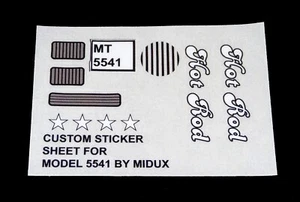 MT
5541
Hot Rod
Hot Rod
CUSTOM STICKER
SHEET FOR
MODEL 5541 BY MIDUX